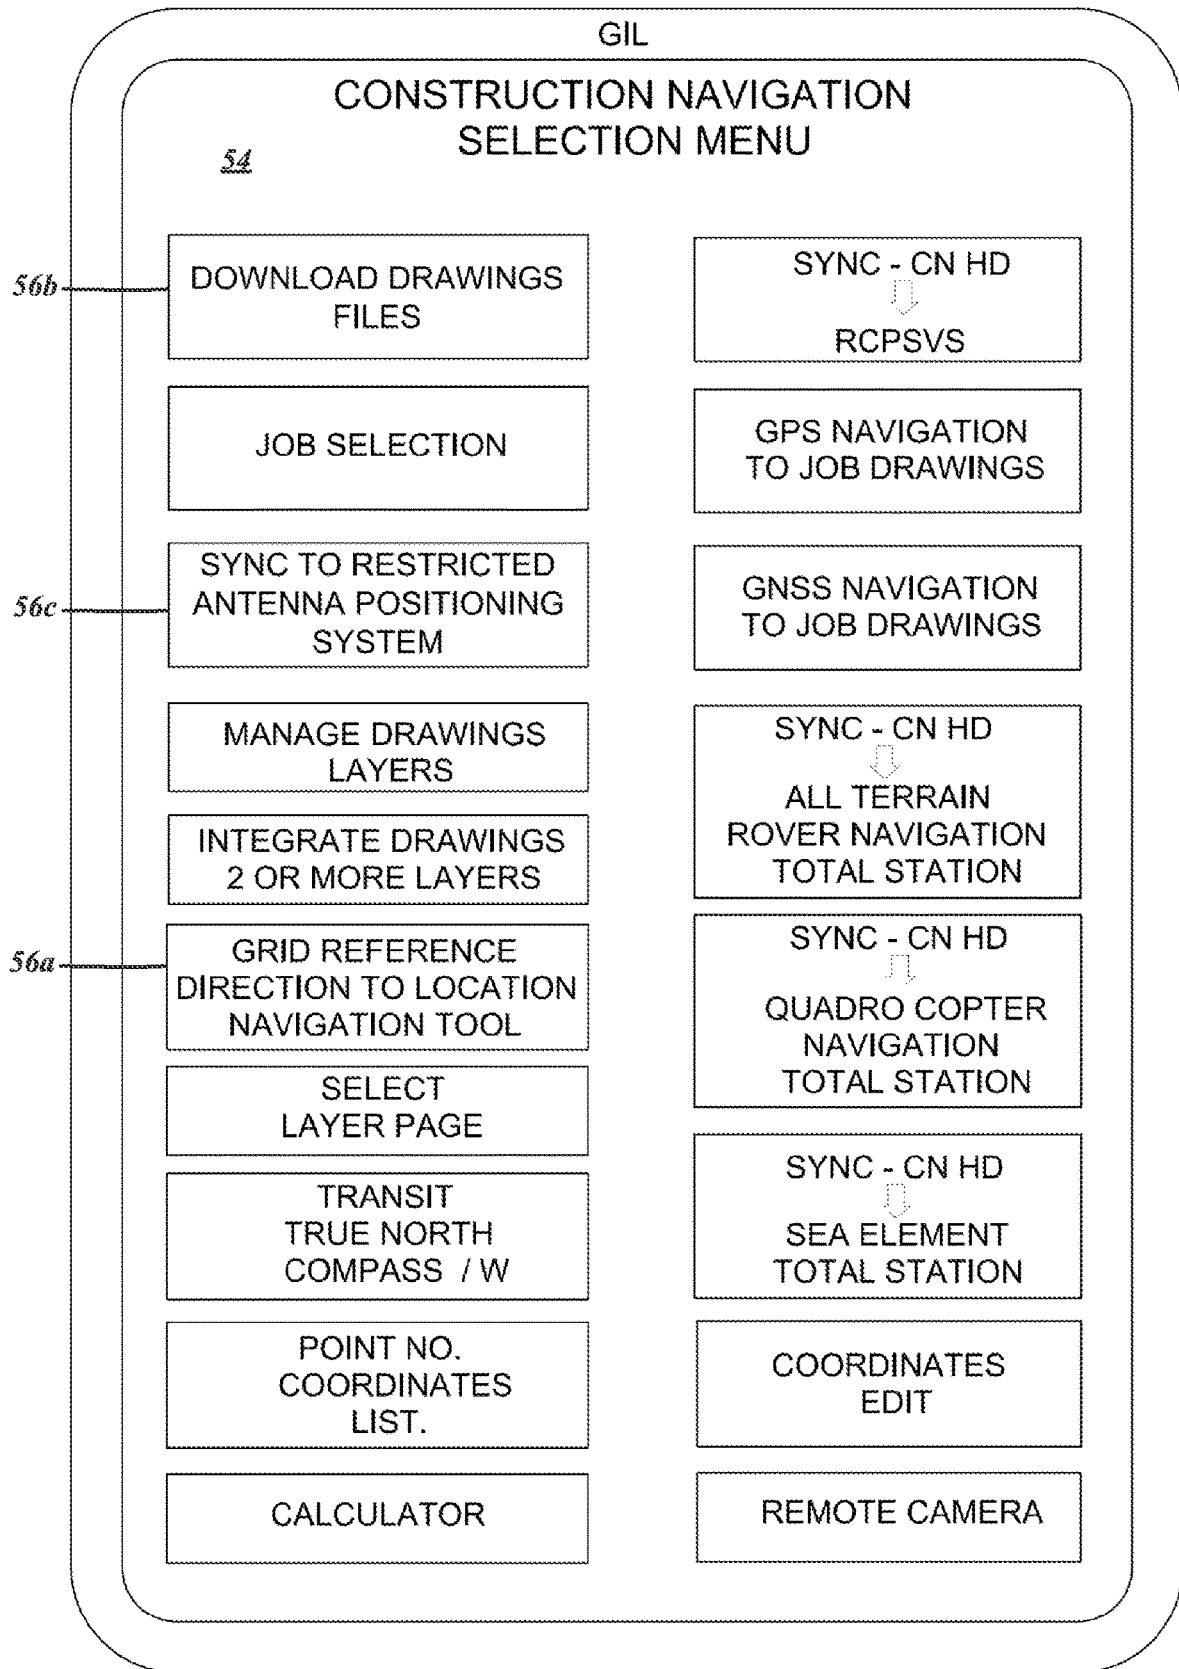 GIL
CONSTRUCTION NAVIGATION
SELECTION MENU
54
56b
DOWNLOAD DRAWINGS
FILES
JOB SELECTION
56c
SYNC TO RESTRICTED
ANTENNA POSITIONING
SYSTEM
MANAGE DRAWINGS
LAYERS
INTEGRATE DRAWINGS
2 OR MORE LAYERS
56a
GRID REFERENCE
DIRECTION TO LOCATION
NAVIGATION TOOL
SELECT
LAYER PAGE
TRANSIT
TRUE NORTH
COMPASS / W
POINT NO.
COORDINATES
LIST.
CALCULATOR
SYNC - CN HD
RCPSVS
GPS NAVIGATION
TO JOB DRAWINGS
GNSS NAVIGATION
TO JOB DRAWINGS
SYNC - CN HD
ALL TERRAIN
ROVER NAVIGATION
TOTAL STATION
SYNC - CN HD
QUADRO COPTER
NAVIGATION
TOTAL STATION
SYNC - CN HD
SEA ELEMENT
TOTAL STATION
COORDINATES
EDIT
REMOTE CAMERA